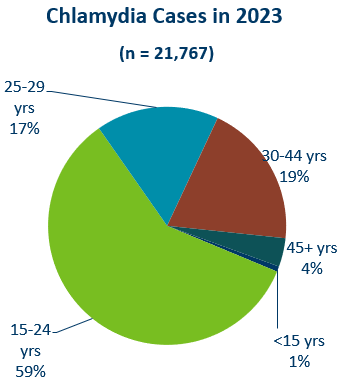 Chlamydia Cases in 2023
(n = 21,767)
25-29
yrs
17%
30-44 yrs
19%
45+ yrs
4%
<15 yrs
1%
15-24
yrs
59%